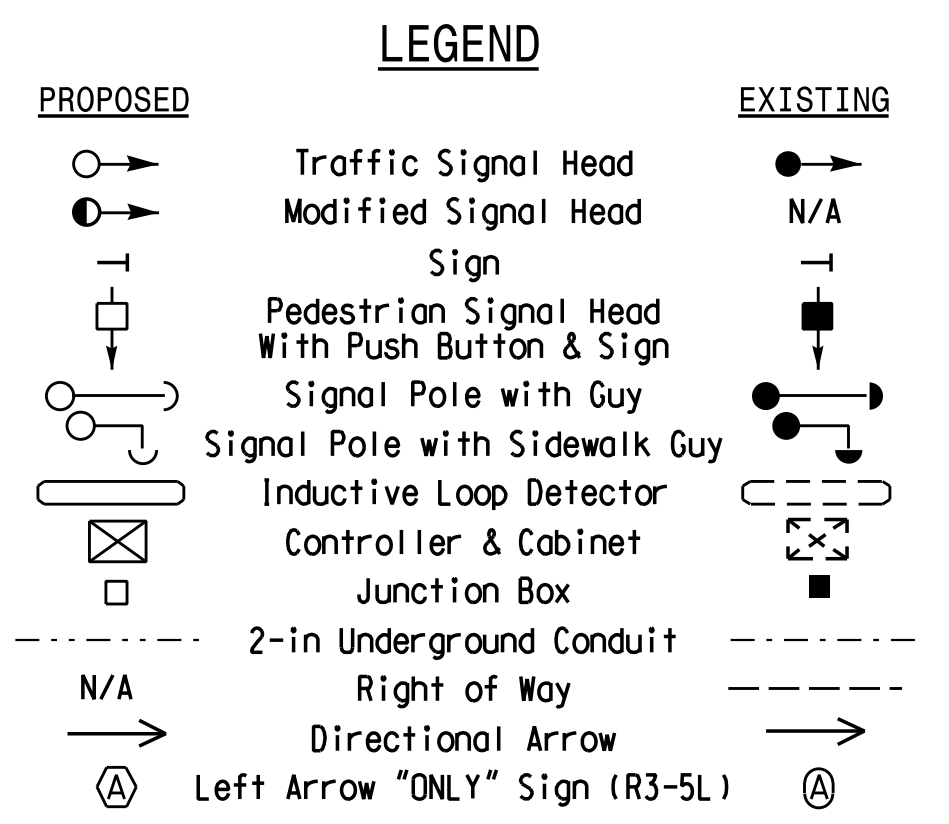 LEGEND
PROPOSED EXISTING
Traffic Signal Head
Modified Signal Head N/A
Sign
Pedestrian Signal Head
With Push Button & Sign
Signal Pole with Guy
Signal Pole with Sidewalk Guy
Inductive Loop Detector
Controller & Cabinet
Junction Box
2-in Underground Conduit
N/A Right of Way
Directional Arrow
A Left Arrow "ONLY" Sign (R3-5L) A